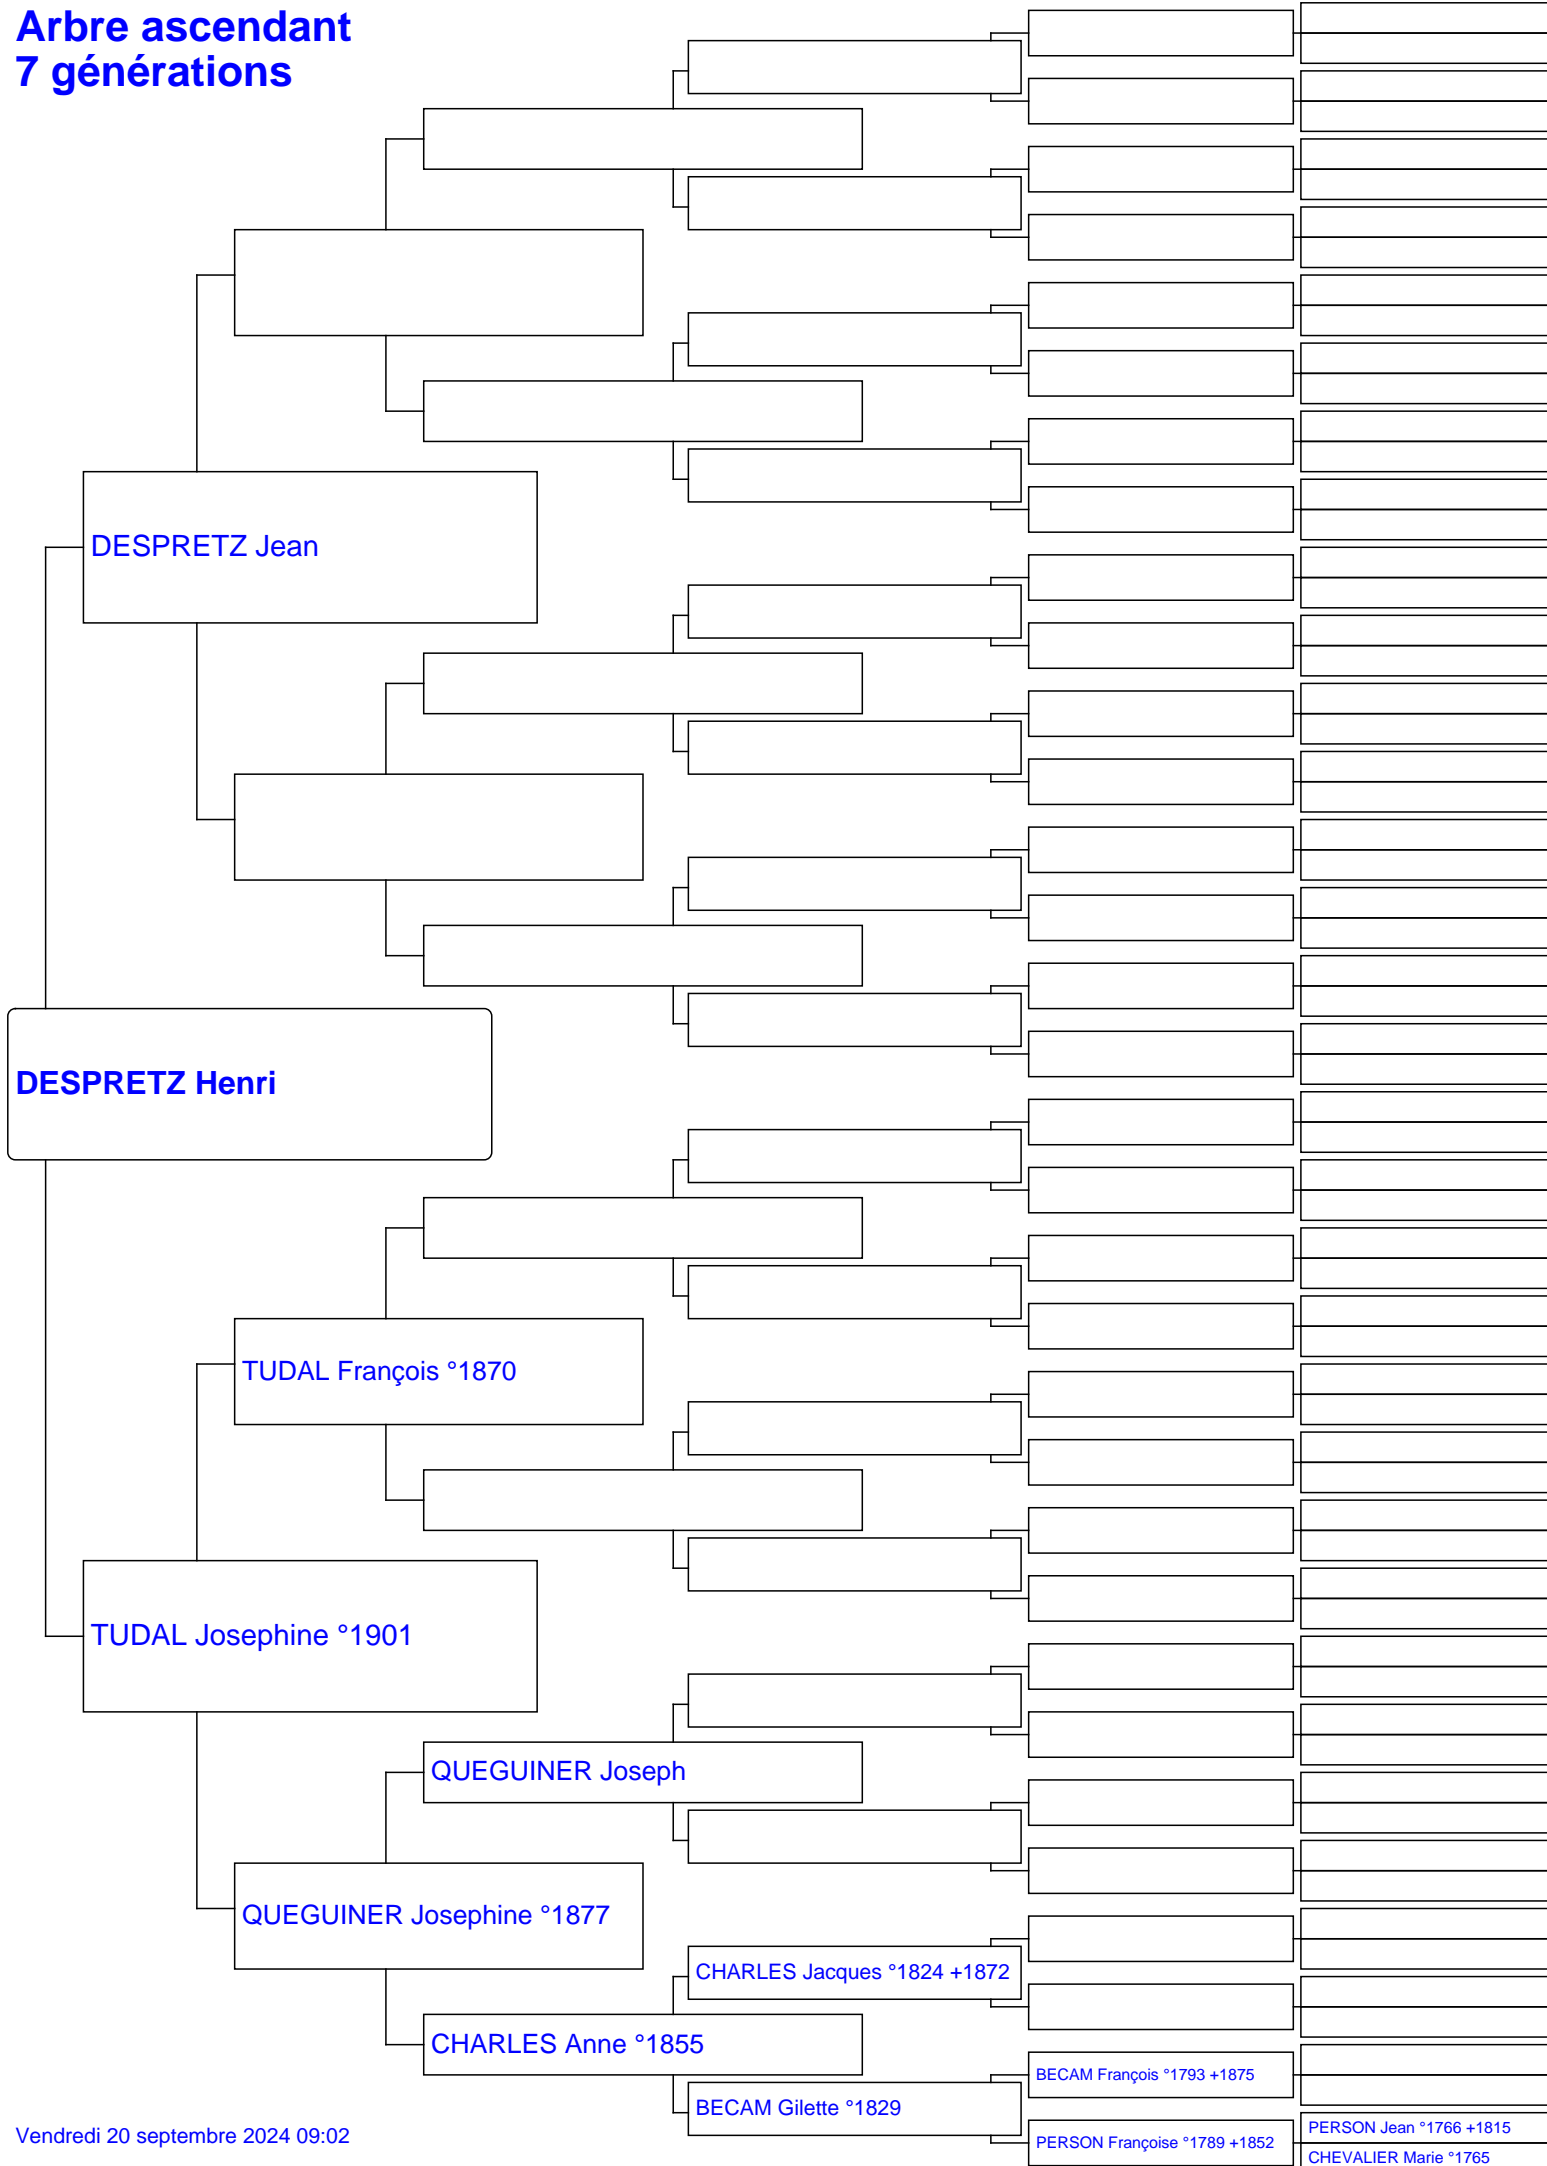 Arbre ascendant
7 générations
DESPRETZ Jean
DESPRETZ Henri
TUDAL François °1870
TUDAL Josephine °1901
QUEGUINER Joseph
QUEGUINER Josephine °1877
CHARLES Jacques °1824 +1872
CHARLES Anne °1855
BECAM François °1793 +1875
BECAM Gilette °1829
PERSON Jean °1766 +1815
PERSON Françoise °1789 +1852
CHEVALIER Marie °1765
Vendredi 20 septembre 2024 09:02